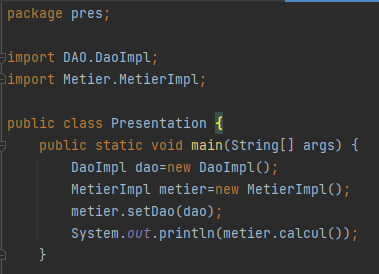 package pres;
import DAO.DaoImpl;
import Metier.MetierImpl;
public class Presentation {
public static void main(String[] args) {
DaoImpl dao=new DaoImpl();
MetierImpl metier=new MetierImpl();
metier.setDao(dao);
System.out.println(metier.calcul());
}